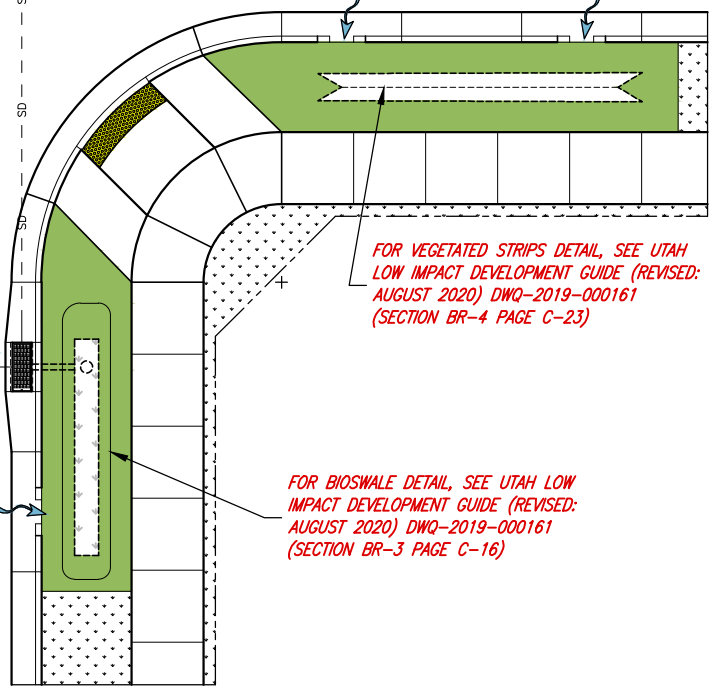 S
SD
SD
FOR VEGETATED STRIPS DETAIL, SEE UTAH
LOW IMPACT DEVELOPMENT GUIDE (REVISED:
AUGUST 2020) DWQ-2019-000161
(SECTION BR-4 PAGE C-23)
FOR BIOSWALE DETAIL, SEE UTAH LOW
IMPACT DEVELOPMENT GUIDE (REVISED:
AUGUST 2020) DWQ-2019-000161
(SECTION BR-3 PAGE C-16)